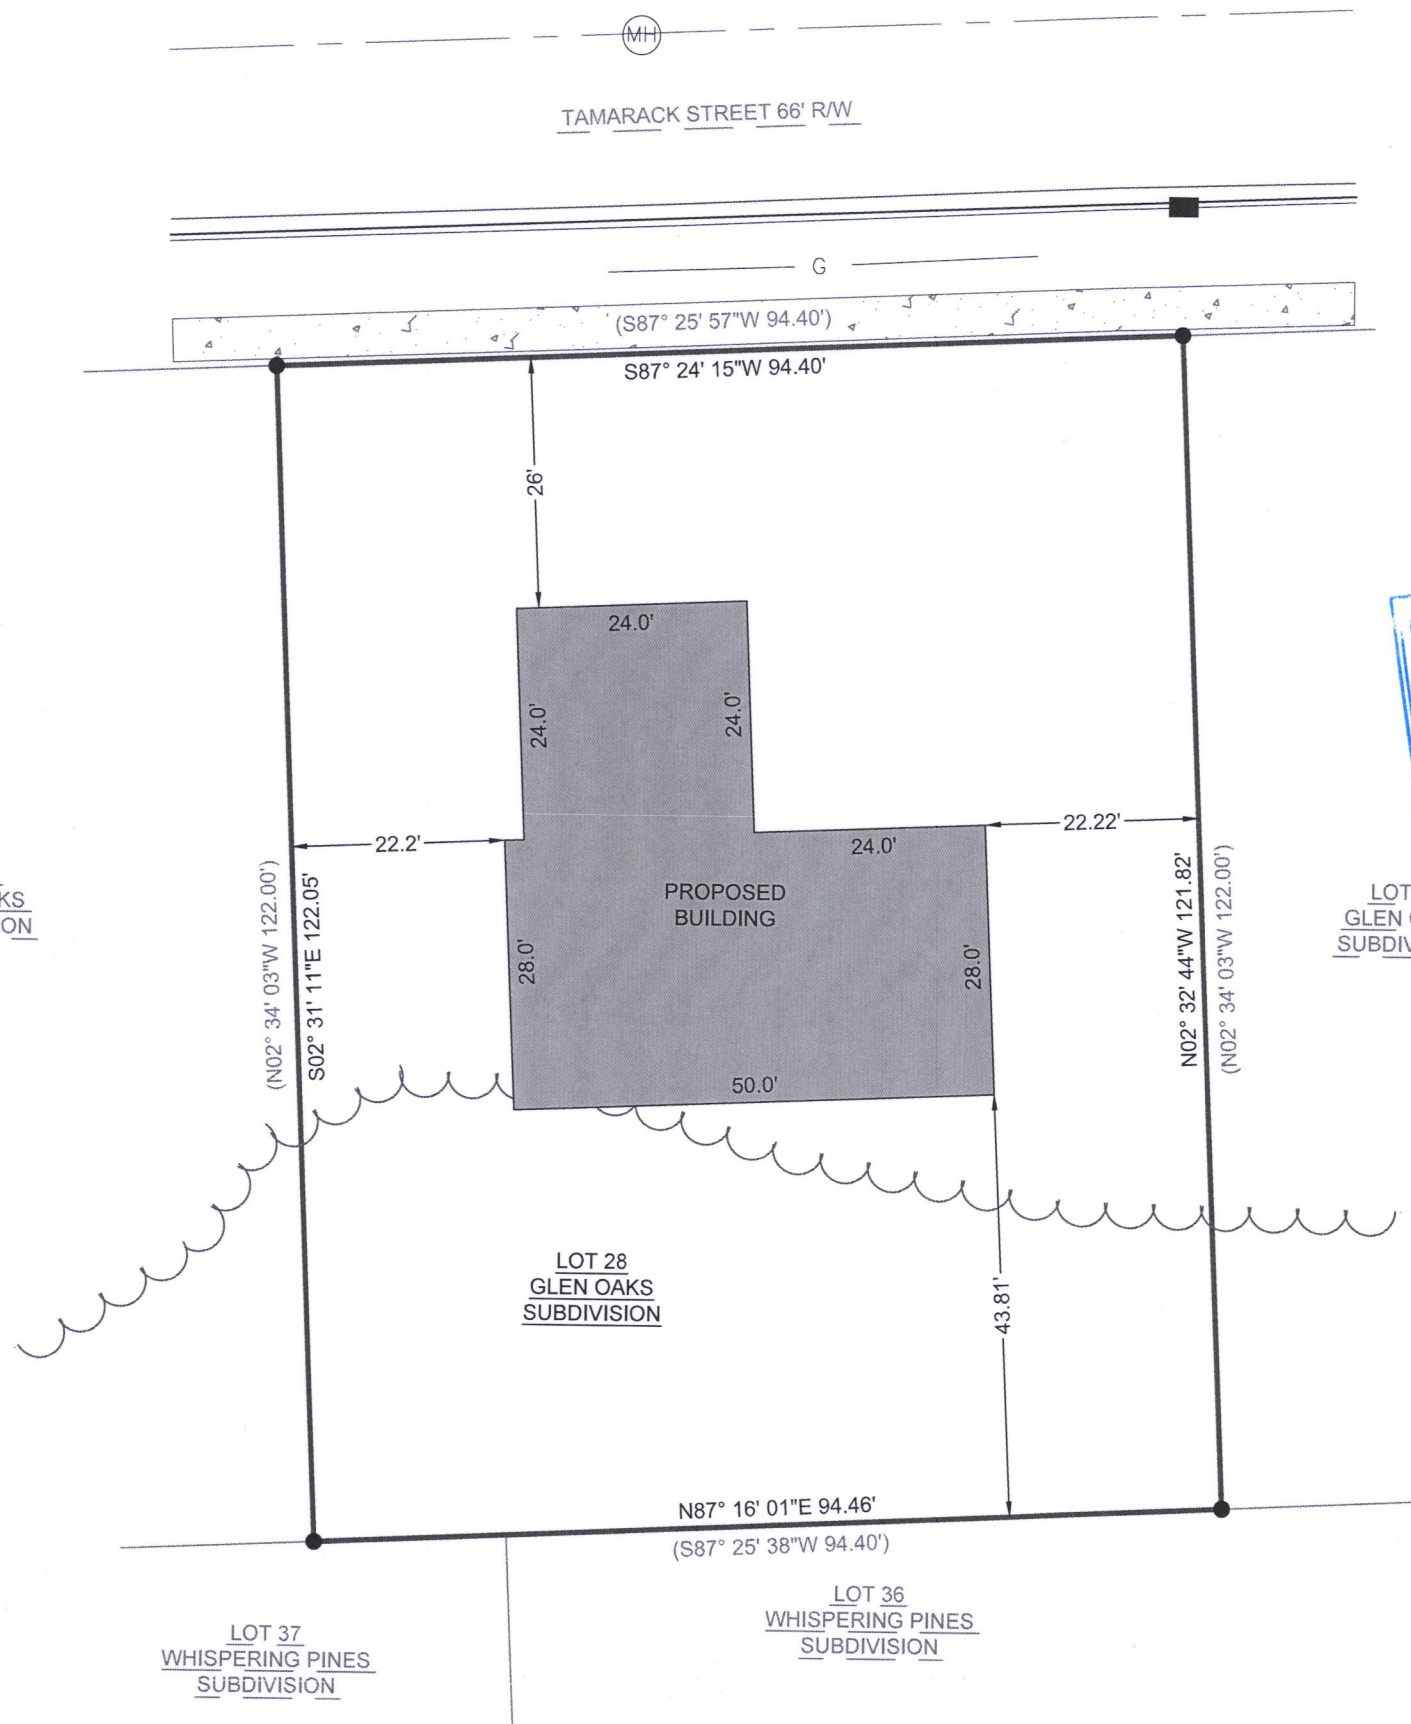 MH
TAMARACK STREET 66' R/W
G
(S87° 25' 57"W 94.40')
S87° 24' 15"W 94.40'
26'
24.0'
24.0'
24.0'
22.2'
24.0'
22.22'
PROPOSED
BUILDING
28.0'
28.0'
50.0'
(N02° 34' 03"W 122.00')
S02° 31' 11"E 122.05'
N02° 32' 44"W 121.82'
(N02° 34' 03"W 122.00')
KS
ON
LOT
GLEN
SUBDIV
LOT 28
GLEN OAKS
SUBDIVISION
43.81'
N87° 16' 01"E 94.46'
(S87° 25' 38"W 94.40')
LOT 36
WHISPERING PINES
SUBDIVISION
LOT 37
WHISPERING PINES
SUBDIVISION